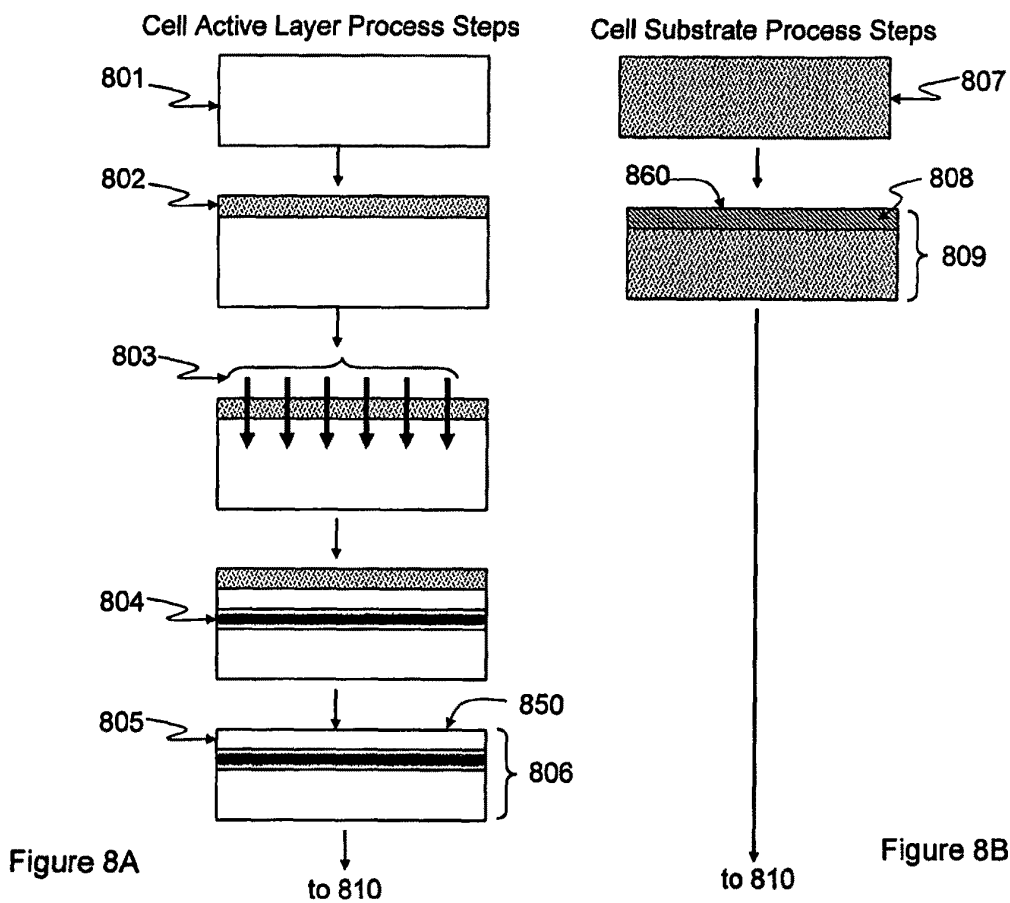 Cell Active Layer Process Steps
801
802
803
804
805
850
806
Figure 8A
to 810
Cell Substrate Process Steps
807
860
808
809
Figure 8B
to 810